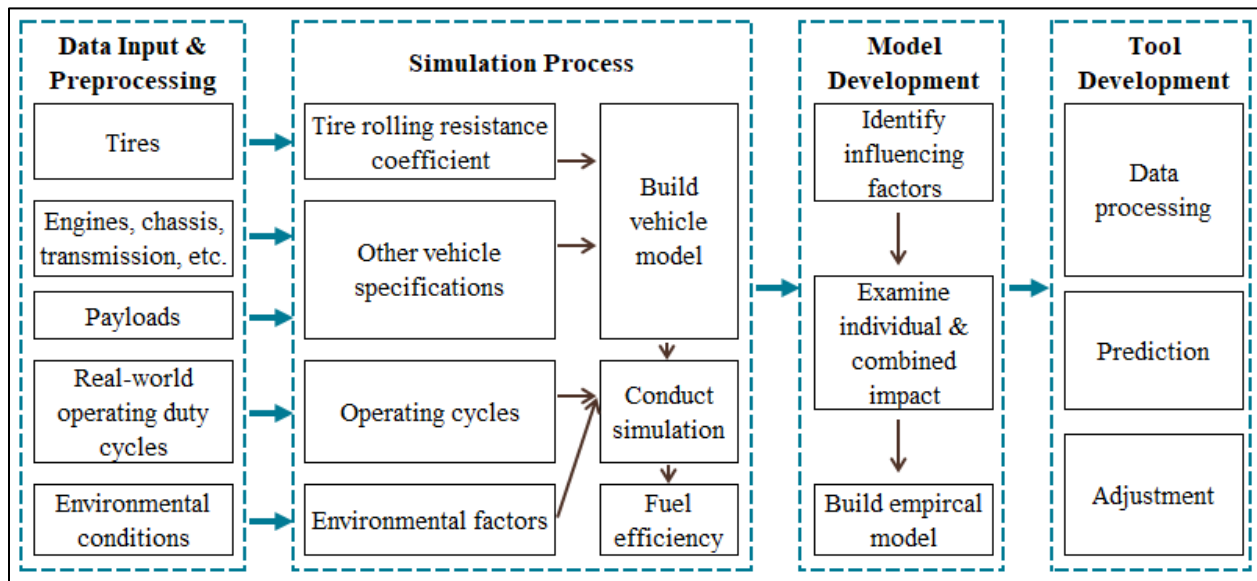 Data Input &
Preprocessing
Tires
Engines, chassis,
transmission, etc.
Payloads
Real-world
operating duty
cycles
Environmental
conditions
Simulation Process
Tire rolling resistance
coefficient
Other vehicle
specifications
Operating cycles
Environmental factors
Build
vehicle
model
Conduct
simulation
Fuel
efficiency
Model
Development
Identify
influencing
factors
Examine
individual &
combined
impact
Build empircal
model
Tool
Development
Data
processing
Prediction
Adjustment